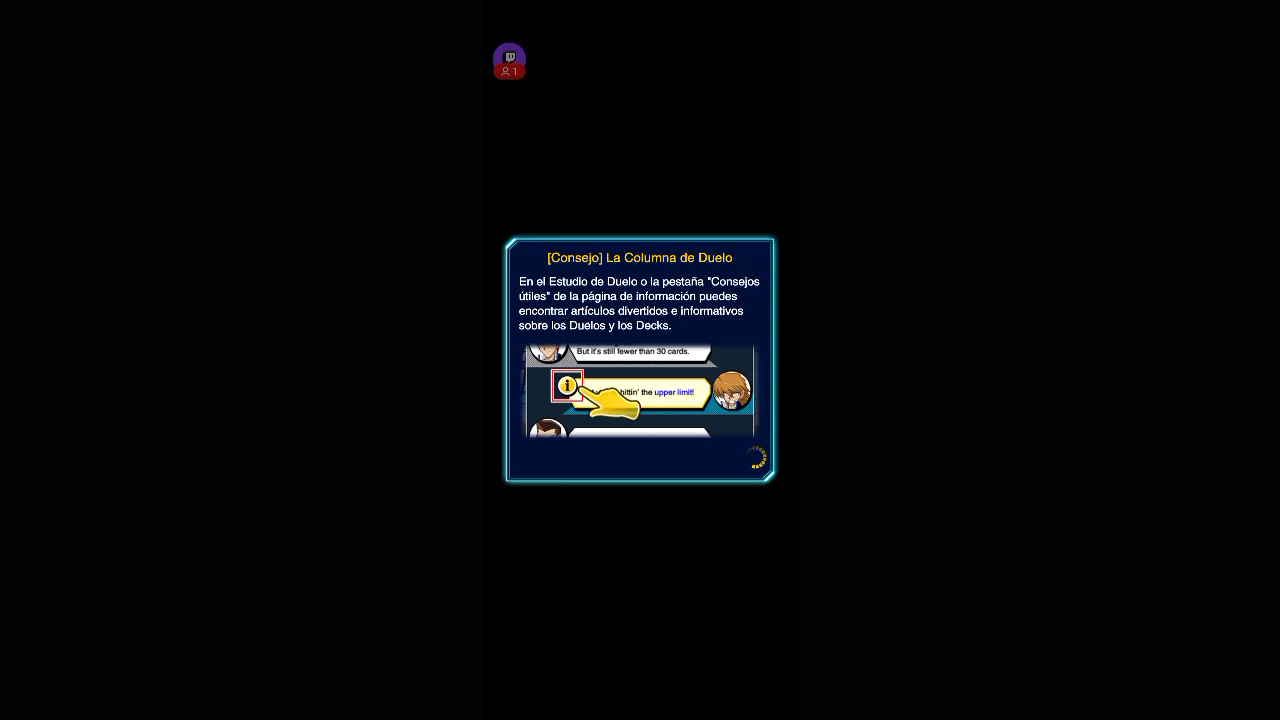 1
[Consejo] La Columna de Duelo
En el Estudio de Duelo o la pestaña "Consejos
útiles" de la página de información puedes
encontrar artículos divertidos e informativos
sobre los Duelos y los Decks.
But it's still fewer than 30 cards.
hittin' the upper limit!